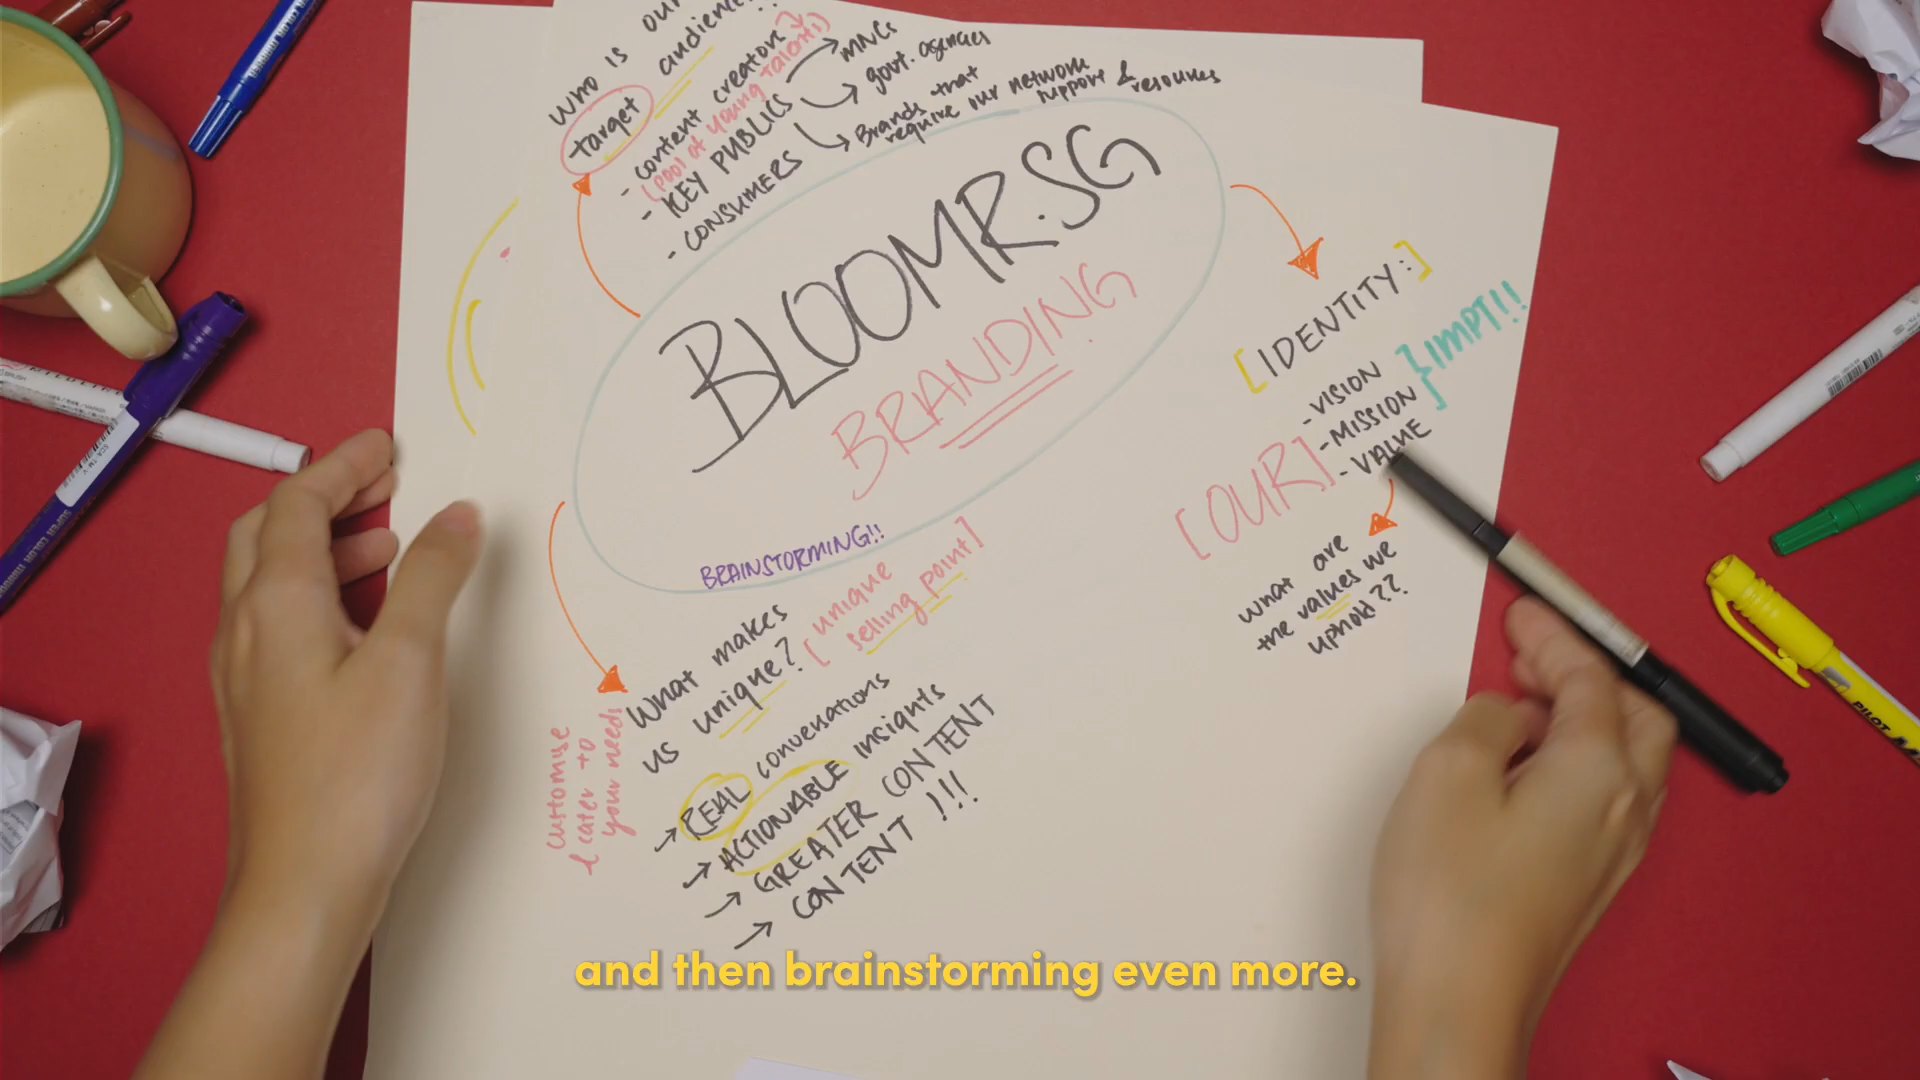 WHO IS OUR
target audience??
- content creators
(pool of young talents)
- KEY PUBLICS
MNCs
govt. agencies
Brands that
require our network
support & resources
- CONSUMERS
BLOOMR.SG
BRANDING
BRAINSTORMING!!
[IDENTITY:]
- VISION
- MISSION
- VALUE
} IMPT!!
[OUR]
what are
the values we
uphold??
What makes
us unique?
[unique
selling point]
customise
& cater to
your needs
→ REAL conversations
→ ACTIONABLE insights
→ GREATER CONTENT
→ CONTENT !!!
PILOT
and then brainstorming even more.